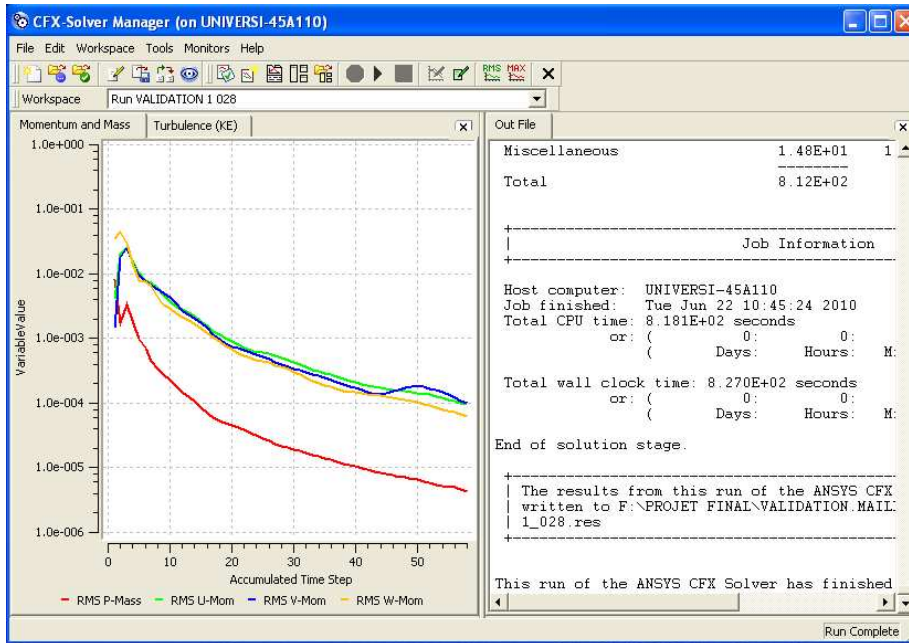 CFX-Solver Manager (on UNIVERSI-45A110)
File Edit Workspace Tools Monitors Help
RMS MAX
Workspace Run VALIDATION 1 028
Momentum and Mass Turbulence (KE)
1.0e+000
1.0e-001
1.0e-002
1.0e-003
1.0e-004
1.0e-005
1.0e-006
VariableValue
0 10 20 30 40 50
Accumulated Time Step
RMS P-Mass RMS U-Mom RMS V-Mom RMS W-Mom
Out File
Miscellaneous 1.48E+01 1
--------
Total 8.12E+02
+--------------------------------------------
| Job Information
+--------------------------------------------
Host computer: UNIVERSI-45A110
Job finished: Tue Jun 22 10:45:24 2010
Total CPU time: 8.181E+02 seconds
or: ( 0: 0:
( Days: Hours: M:
Total wall clock time: 8.270E+02 seconds
or: ( 0: 0:
( Days: Hours: M:
End of solution stage.
+--------------------------------------------
| The results from this run of the ANSYS CFX
| written to F:\PROJET FINAL\VALIDATION.MAIL
| 1_028.res
+--------------------------------------------
This run of the ANSYS CFX Solver has finished
Run Complete